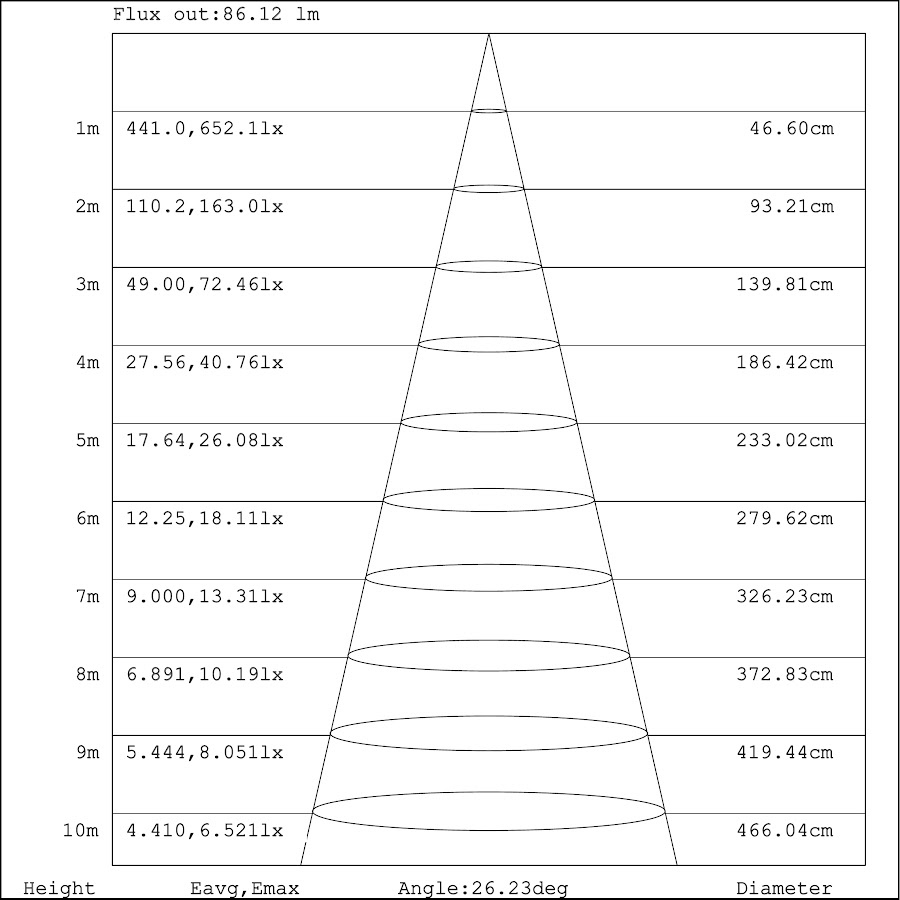 Flux out:86.12 lm
1m 441.0,652.1lx 46.60cm
2m 110.2,163.0lx 93.21cm
3m 49.00,72.46lx 139.81cm
4m 27.56,40.76lx 186.42cm
5m 17.64,26.08lx 233.02cm
6m 12.25,18.11lx 279.62cm
7m 9.000,13.31lx 326.23cm
8m 6.891,10.19lx 372.83cm
9m 5.444,8.051lx 419.44cm
10m 4.410,6.521lx 466.04cm
Height Eavg,Emax Angle:26.23deg Diameter